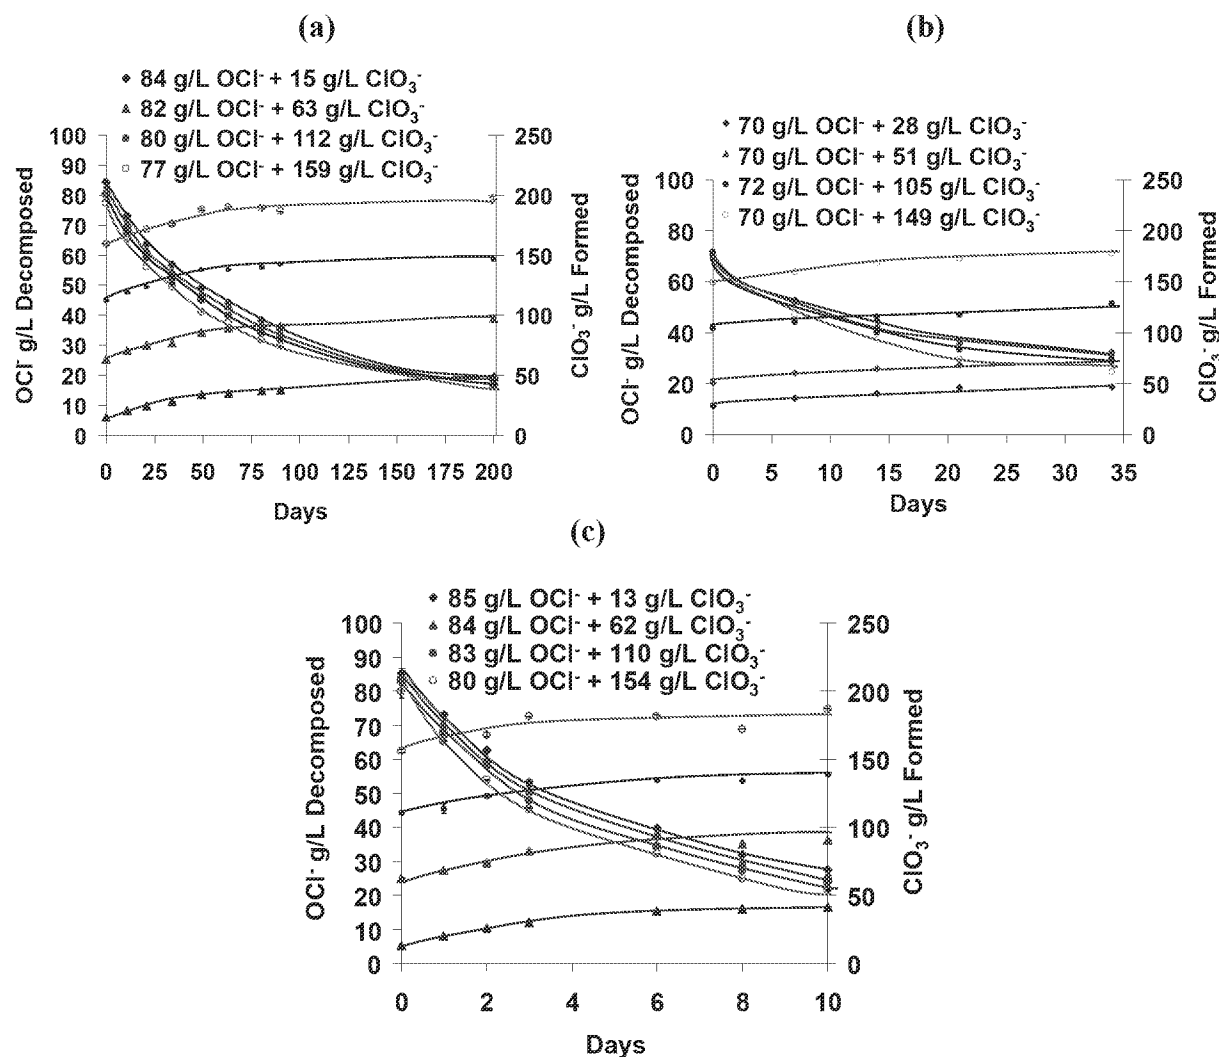 (a)
84 g/L OCl⁻ + 15 g/L ClO₃⁻
82 g/L OCl⁻ + 63 g/L ClO₃⁻
80 g/L OCl⁻ + 112 g/L ClO₃⁻
77 g/L OCl⁻ + 159 g/L ClO₃⁻
OCl⁻ g/L Decomposed
100
90
80
70
60
50
40
30
20
10
0
250
200
150
100
50
0
ClO₃⁻ g/L Formed
0 25 50 75 100 125 150 175 200
Days
(b)
70 g/L OCl⁻ + 28 g/L ClO₃⁻
70 g/L OCl⁻ + 51 g/L ClO₃⁻
72 g/L OCl⁻ + 105 g/L ClO₃⁻
70 g/L OCl⁻ + 149 g/L ClO₃⁻
OCl⁻ g/L Decomposed
100
80
60
40
20
0
250
200
150
100
50
0
ClO₃⁻ g/L Formed
0 5 10 15 20 25 30 35
Days
(c)
85 g/L OCl⁻ + 13 g/L ClO₃⁻
84 g/L OCl⁻ + 62 g/L ClO₃⁻
83 g/L OCl⁻ + 110 g/L ClO₃⁻
80 g/L OCl⁻ + 154 g/L ClO₃⁻
OCl⁻ g/L Decomposed
100
90
80
70
60
50
40
30
20
10
0
250
200
150
100
50
0
ClO₃⁻ g/L Formed
0 2 4 6 8 10
Days